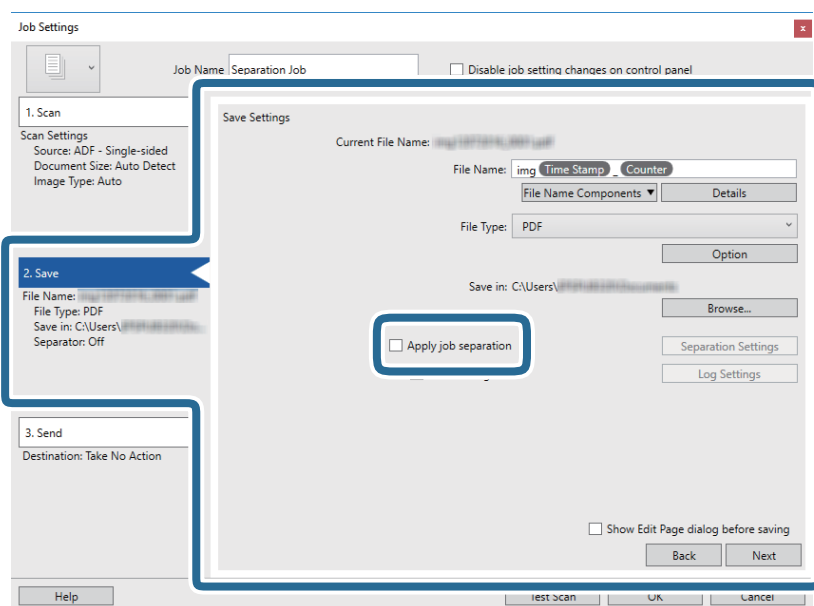 Job Settings
x
Job Name Separation Job
Disable job setting changes on control panel
1. Scan
Scan Settings
Source: ADF - Single-sided
Document Size: Auto Detect
Image Type: Auto
2. Save
File Name:
File Type: PDF
Save in: C:\Users\
Separator: Off
3. Send
Destination: Take No Action
Save Settings
Current File Name:
File Name: img Time Stamp _ Counter
File Name Components ▼ Details
File Type: PDF
Option
Save in: C:\Users\
Browse...
Apply job separation
Separation Settings
Log Settings
Show Edit Page dialog before saving
Back Next
Help Test Scan OK Cancel